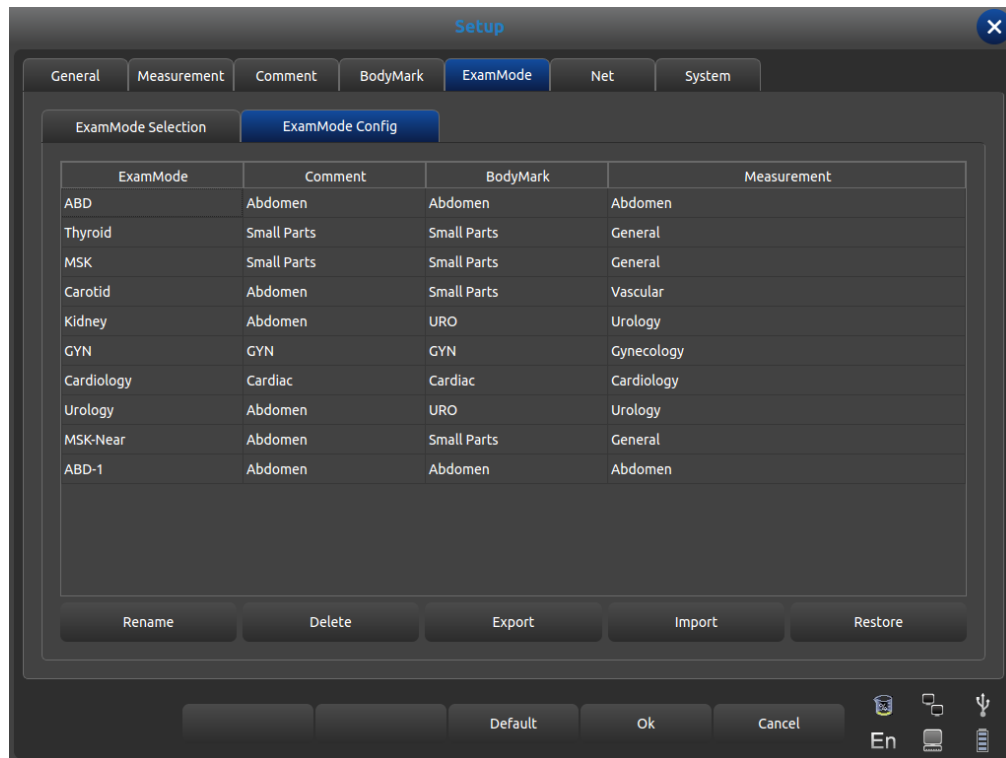 Setup
General Measurement Comment BodyMark ExamMode Net System
ExamMode Selection ExamMode Config
ExamMode Comment BodyMark Measurement
ABD Abdomen Abdomen Abdomen
Thyroid Small Parts Small Parts General
MSK Small Parts Small Parts General
Carotid Abdomen Small Parts Vascular
Kidney Abdomen URO Urology
GYN GYN GYN Gynecology
Cardiology Cardiac Cardiac Cardiology
Urology Abdomen URO Urology
MSK-Near Abdomen Small Parts General
ABD-1 Abdomen Abdomen Abdomen
Rename Delete Export Import Restore
Default Ok Cancel
En